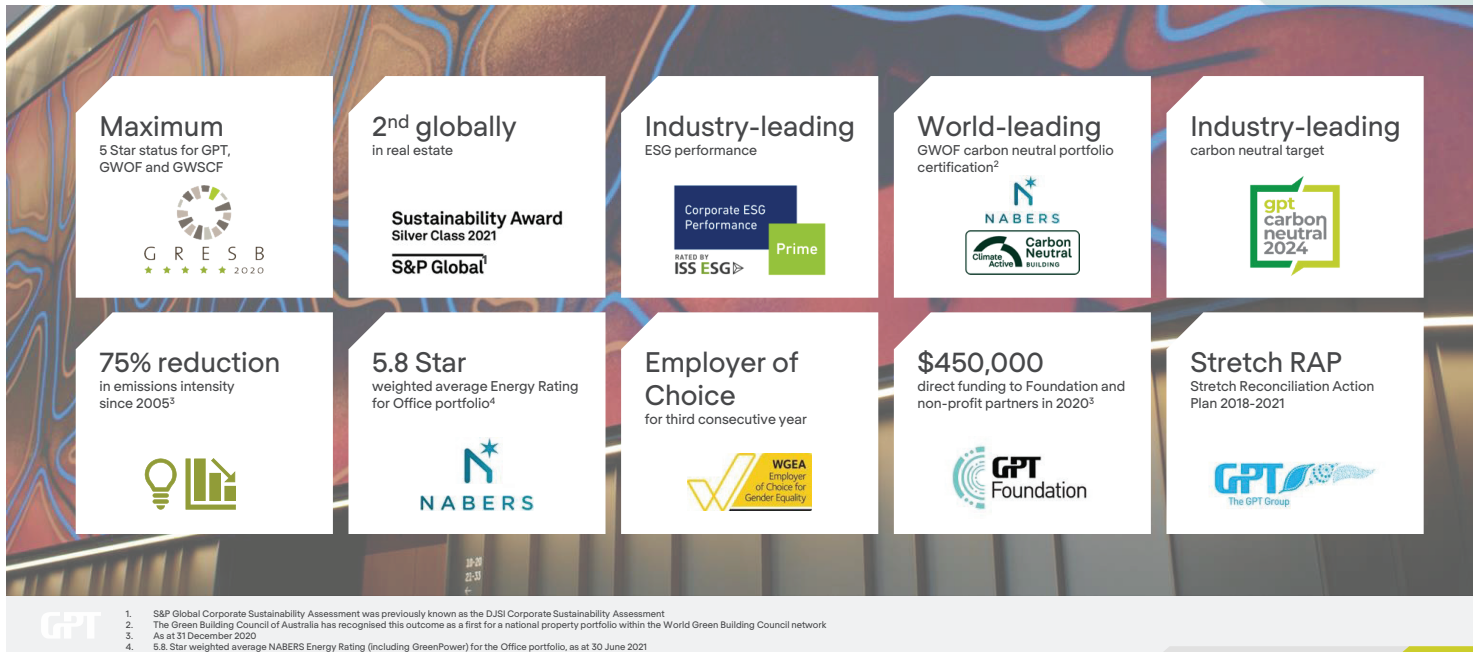 Maximum
5 Star status for GPT,
GWOF and GWSCF
GRESB
2020
2nd globally
in real estate
Sustainability Award
Silver Class 2021
S&P Global1
Industry-leading
ESG performance
Corporate ESG
Performance
Prime
RATED BY
ISS ESG
World-leading
GWOF carbon neutral portfolio
certification2
NABERS
Climate
Active
Carbon
Neutral
BUILDING
Industry-leading
carbon neutral target
gpt
carbon
neutral
2024
75% reduction
in emissions intensity
since 20053
5.8 Star
weighted average Energy Rating
for Office portfolio4
NABERS
Employer of
Choice
for third consecutive year
WGEA
Employer
of Choice for
Gender Equality
$450,000
direct funding to Foundation and
non-profit partners in 20203
GPT
Foundation
Stretch RAP
Stretch Reconciliation Action
Plan 2018-2021
GPT
The GPT Group
10-20
21-33
GPT
1. S&P Global Corporate Sustainability Assessment was previously known as the DJSI Corporate Sustainability Assessment
2. The Green Building Council of Australia has recognised this outcome as a first for a national property portfolio within the World Green Building Council network
3. As at 31 December 2020
4. 5.8. Star weighted average NABERS Energy Rating (including GreenPower) for the Office portfolio, as at 30 June 2021